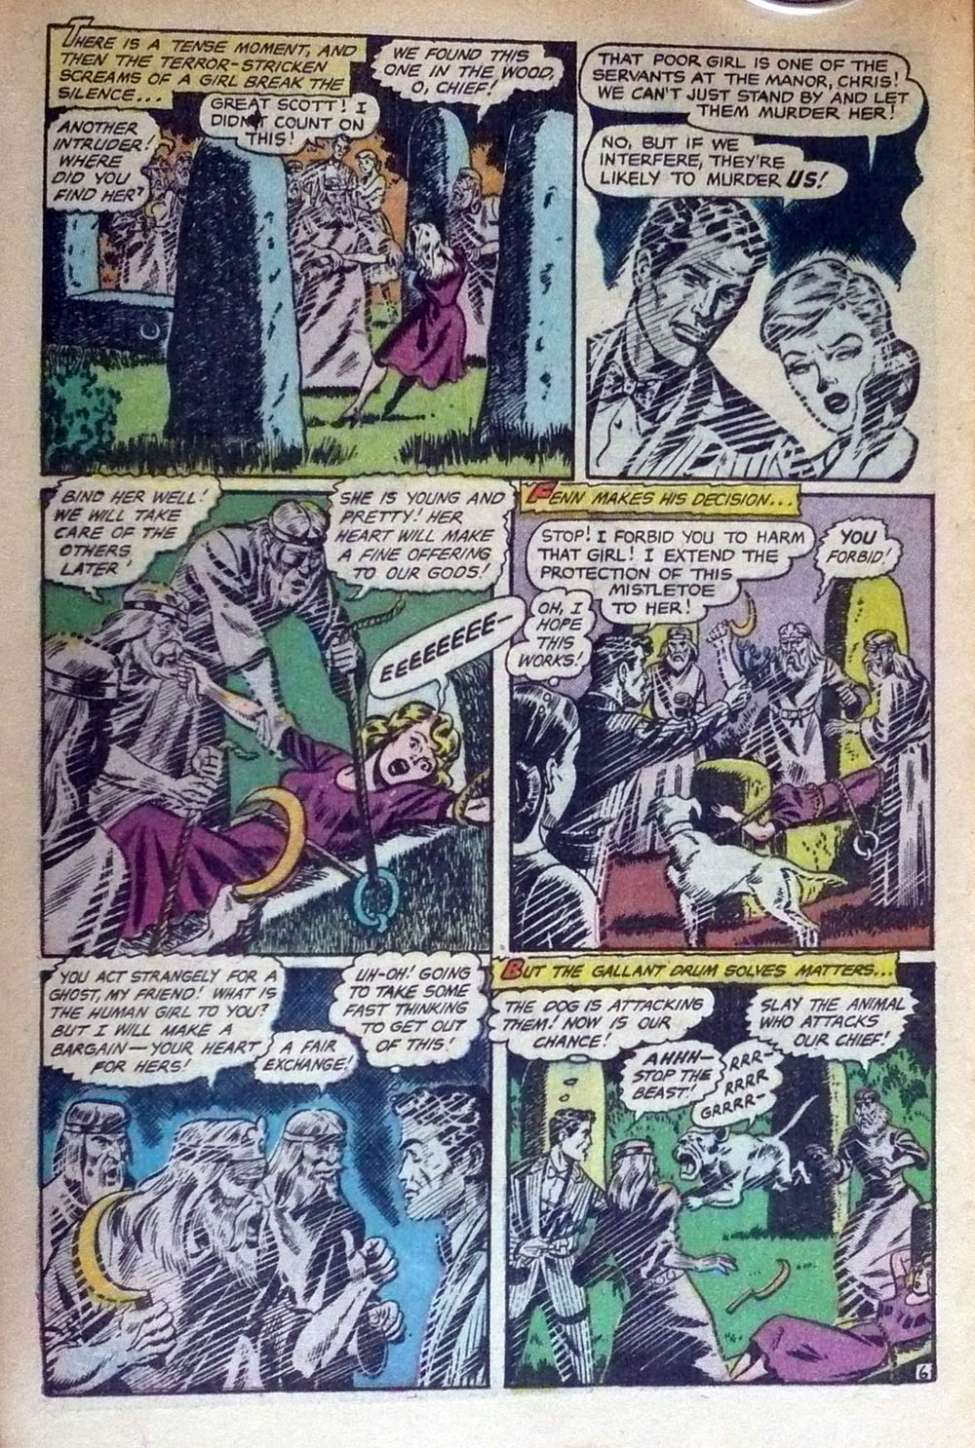 THERE IS A TENSE MOMENT, AND
THEN THE TERROR-STRICKEN
SCREAMS OF A GIRL BREAK THE
SILENCE...
WE FOUND THIS
ONE IN THE WOOD,
O, CHIEF!
GREAT SCOTT! I
DIDN'T COUNT ON
THIS!
ANOTHER
INTRUDER!
WHERE
DID YOU
FIND HER?
THAT POOR GIRL IS ONE OF THE
SERVANTS AT THE MANOR, CHRIS!
WE CAN'T JUST STAND BY AND LET
THEM MURDER HER!
NO, BUT IF WE
INTERFERE, THEY'RE
LIKELY TO MURDER US!
BIND HER WELL!
WE WILL TAKE
CARE OF THE
OTHERS
LATER!
SHE IS YOUNG AND
PRETTY! HER
HEART WILL MAKE
A FINE OFFERING
TO OUR GODS!
EEEEEEEE-
FENN MAKES HIS DECISION...
STOP! I FORBID YOU TO HARM
THAT GIRL! I EXTEND THE
PROTECTION OF THIS
MISTLETOE
TO HER!
YOU
FORBID!
OH, I
HOPE
THIS
WORKS!
YOU ACT STRANGELY FOR A
GHOST, MY FRIEND! WHAT IS
THE HUMAN GIRL TO YOU?
BUT I WILL MAKE A
BARGAIN—YOUR HEART
FOR HERS!
A FAIR
EXCHANGE!
UH-OH! GOING
TO TAKE SOME
FAST THINKING
TO GET OUT
OF THIS!
BUT THE GALLANT DRUM SOLVES MATTERS...
THE DOG IS ATTACKING
THEM! NOW IS OUR
CHANCE!
AHHH-
STOP THE
BEAST!
RRR-
RRRR
GRRRR-
SLAY THE ANIMAL
WHO ATTACKS
OUR CHIEF!
6